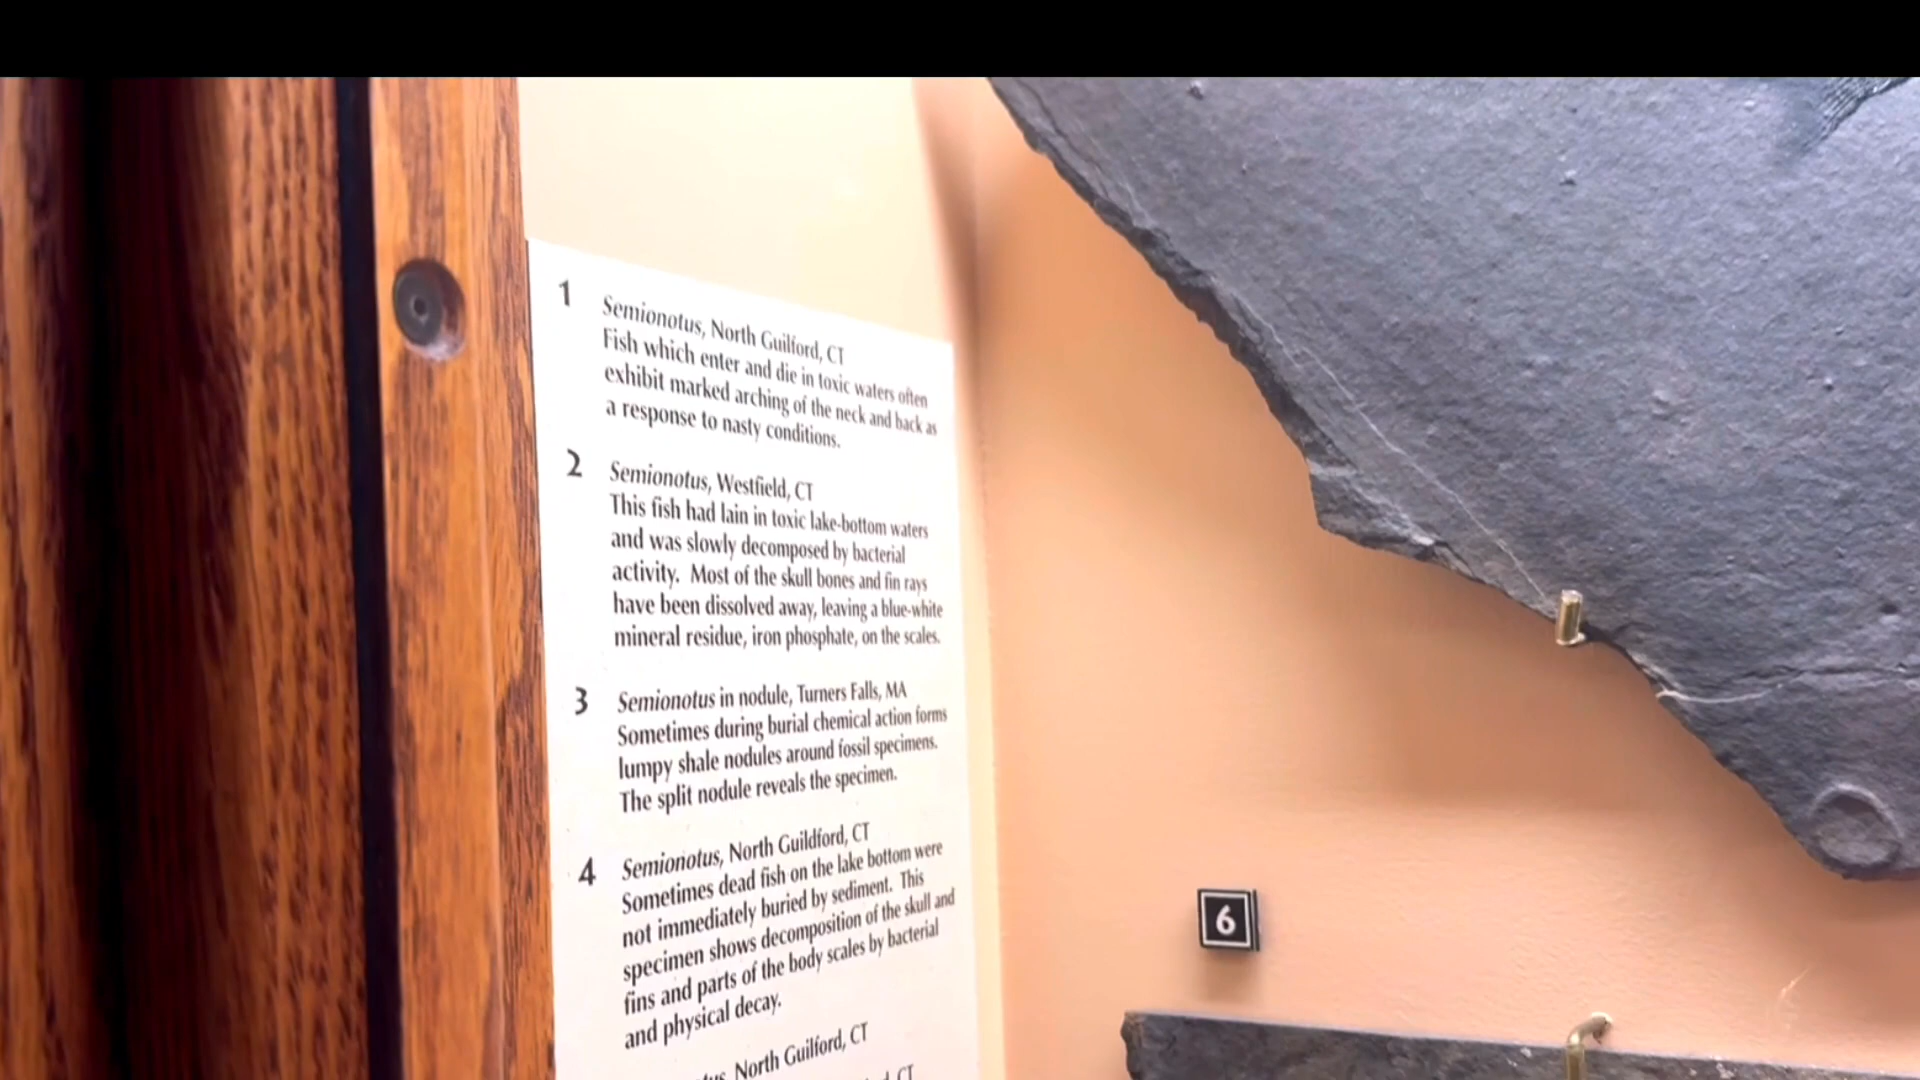 1 Semionotus, North Guilford, CT
Fish which enter and die in toxic waters often
exhibit marked arching of the neck and back as
a response to nasty conditions.
2 Semionotus, Westfield, CT
This fish had lain in toxic lake-bottom waters
and was slowly decomposed by bacterial
activity. Most of the skull bones and fin rays
have been dissolved away, leaving a blue-white
mineral residue, iron phosphate, on the scales.
3 Semionotus in nodule, Turners Falls, MA
Sometimes during burial chemical action forms
lumpy shale nodules around fossil specimens.
The split nodule reveals the specimen.
4 Semionotus, North Guildford, CT
Sometimes dead fish on the lake bottom were
not immediately buried by sediment. This
specimen shows decomposition of the skull and
fins and parts of the body scales by bacterial
and physical decay.
North Guilford, CT
CT
6